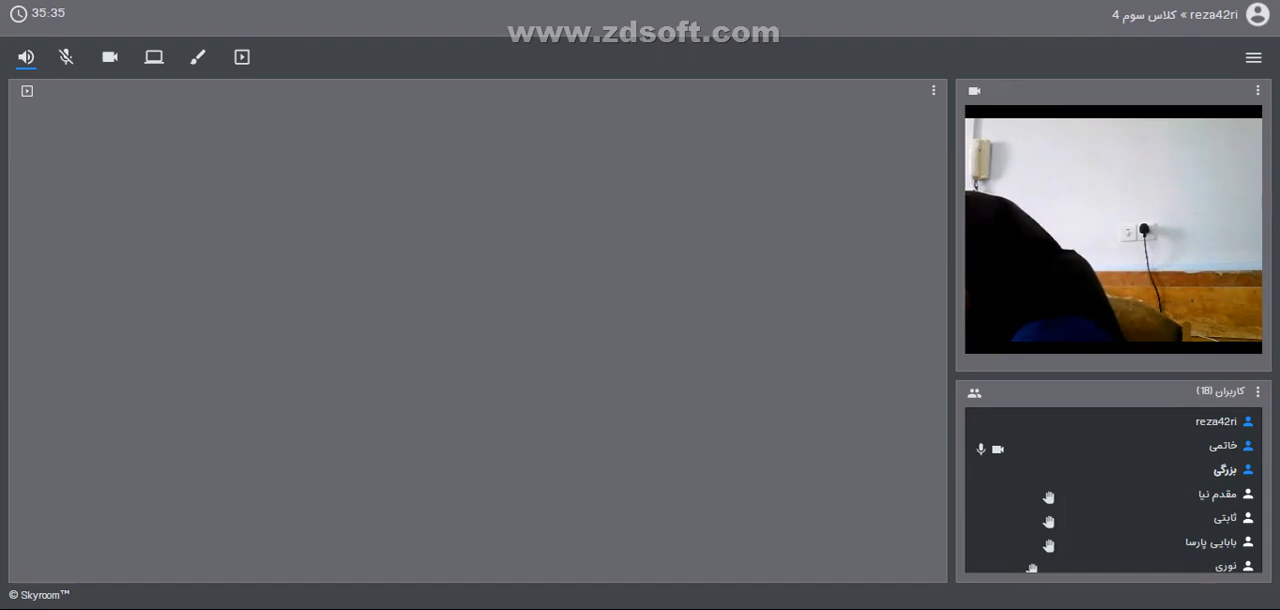 35:35
www.zdsoft.com
کلاس سوم 4 » reza42ri
کاربران (18)
reza42ri
خاتمی
بزرگی
مقدم نیا
ثابتی
بابایی پارسا
نوری
© Skyroom™